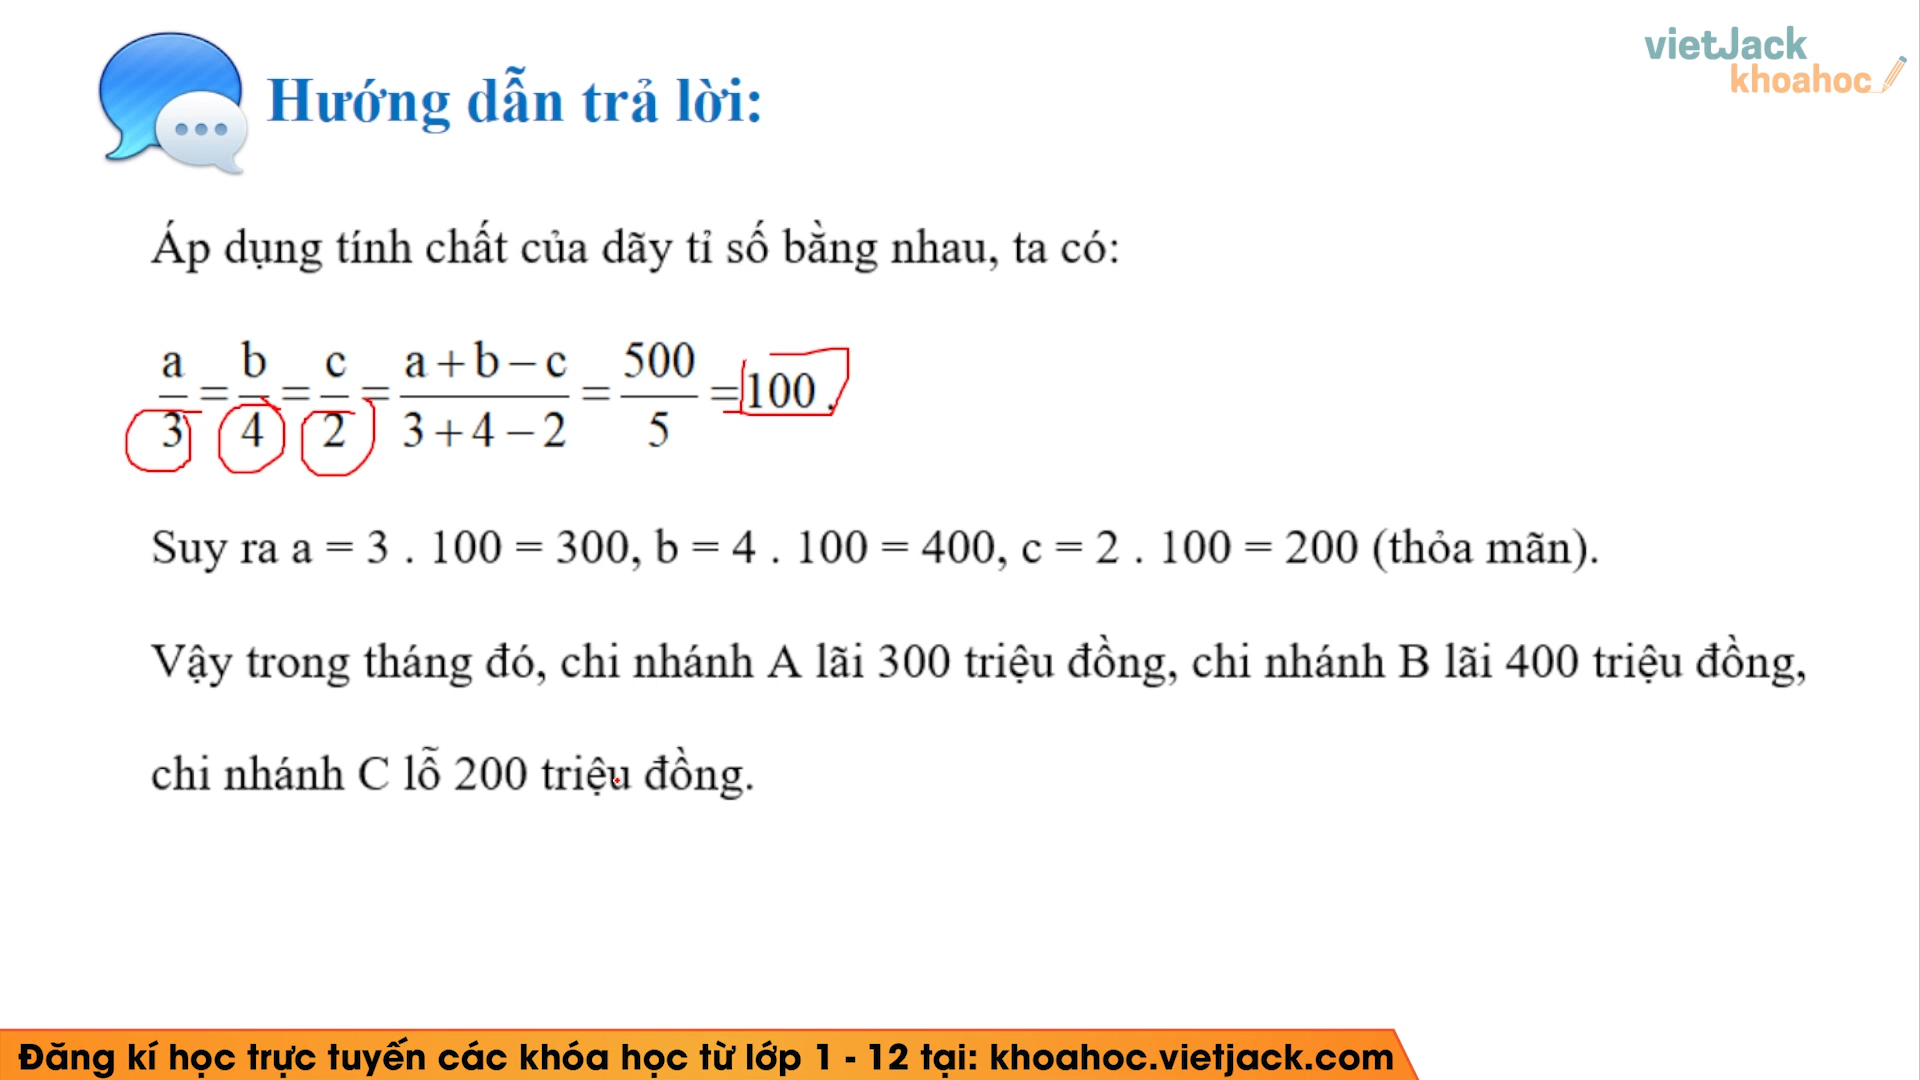 vietJack
khoahoc
Hướng dẫn trả lời:
Áp dụng tính chất của dãy tỉ số bằng nhau, ta có:
a/3 = b/4 = c/2 = (a + b − c)/(3 + 4 − 2) = 500/5 = 100 .
Suy ra a = 3 . 100 = 300, b = 4 . 100 = 400, c = 2 . 100 = 200 (thỏa mãn).
Vậy trong tháng đó, chi nhánh A lãi 300 triệu đồng, chi nhánh B lãi 400 triệu đồng,
chi nhánh C lỗ 200 triệu đồng.
Đăng kí học trực tuyến các khóa học từ lớp 1 - 12 tại: khoahoc.vietjack.com